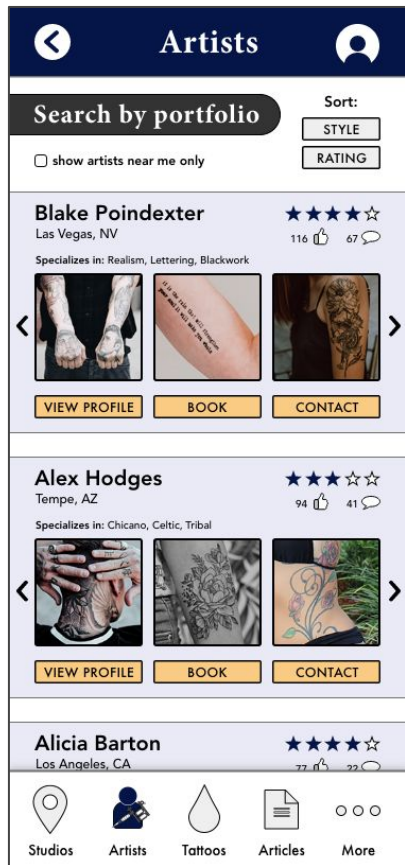 Artists
Search by portfolio
Sort:
STYLE
RATING
show artists near me only
Blake Poindexter
Las Vegas, NV
116 67
Specializes in: Realism, Lettering, Blackwork
VIEW PROFILE BOOK CONTACT
Alex Hodges
Tempe, AZ
94 41
Specializes in: Chicano, Celtic, Tribal
VIEW PROFILE BOOK CONTACT
Alicia Barton
Los Angeles, CA
77 22
Studios Artists Tattoos Articles More